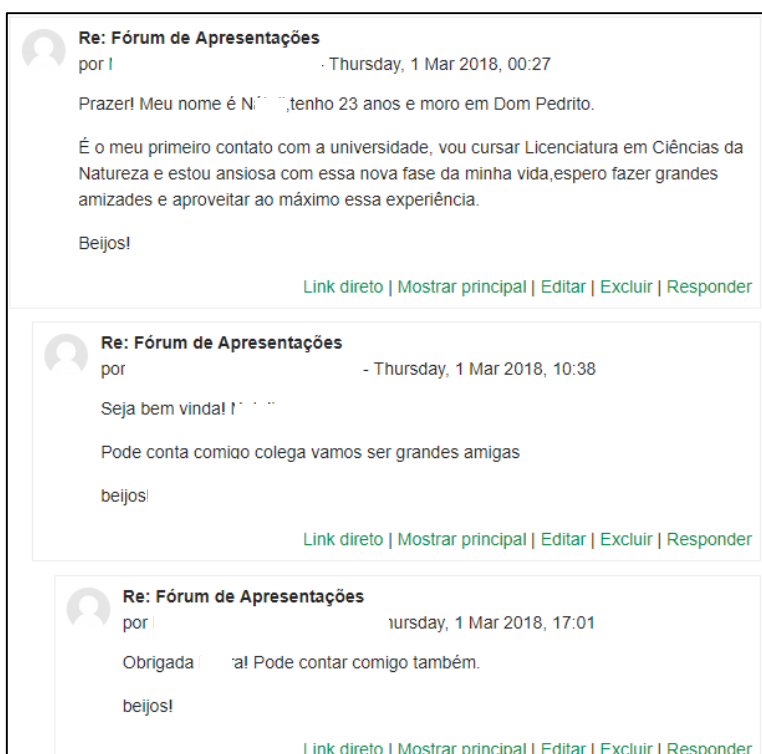 Re: Fórum de Apresentações
por - Thursday, 1 Mar 2018, 00:27
Prazer! Meu nome é ,tenho 23 anos e moro em Dom Pedrito.
É o meu primeiro contato com a universidade, vou cursar Licenciatura em Ciências da
Natureza e estou ansiosa com essa nova fase da minha vida,espero fazer grandes
amizades e aproveitar ao máximo essa experiência.
Beijos!
Link direto | Mostrar principal | Editar | Excluir | Responder
Re: Fórum de Apresentações
por - Thursday, 1 Mar 2018, 10:38
Seja bem vinda!
Pode conta comigo colega vamos ser grandes amigas
beijos!
Link direto | Mostrar principal | Editar | Excluir | Responder
Re: Fórum de Apresentações
por 1 Mar 2018, 17:01
Obrigada Pode contar comigo também.
beijos!
Link direto | Mostrar principal | Editar | Excluir | Responder